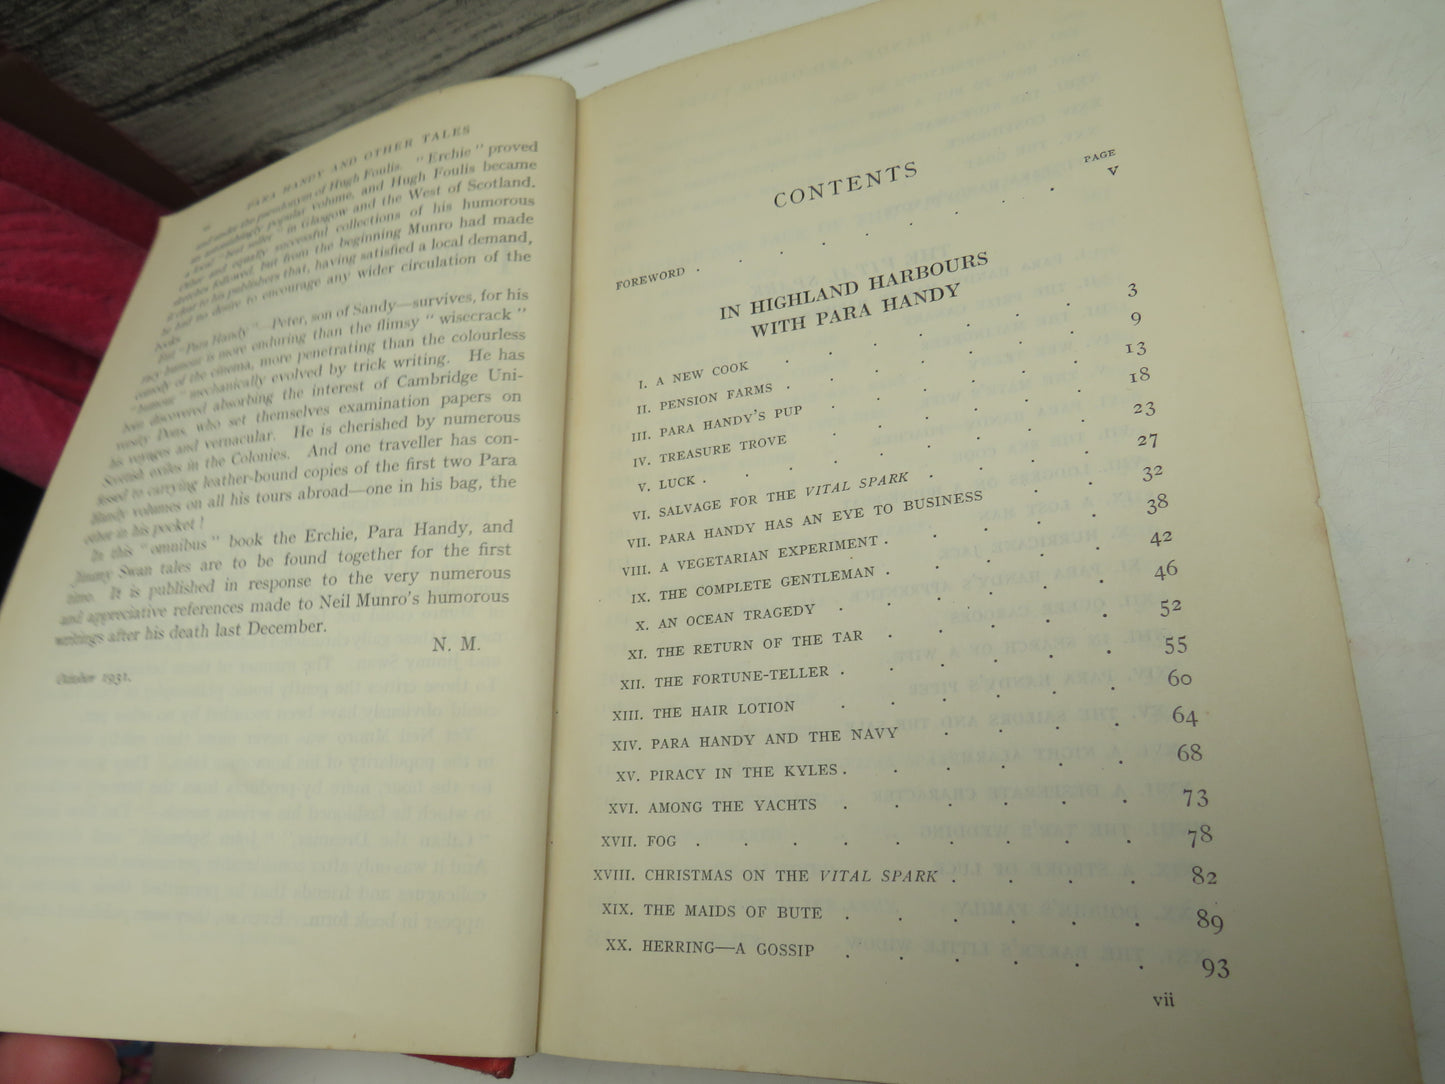 PARA HANDY AND OTHER TALES
and under the pseudonym of Hugh Foulis. "Erchie" proved
an astonishingly popular volume, and Hugh Foulis became
a local "best seller" in Glasgow and the West of Scotland.
Other and equally successful collections of his humorous
sketches followed, but from the beginning Munro had made
it clear to his publishers that, having satisfied a local demand,
he had no desire to encourage any wider circulation of the
books.
But "Para Handy"—Peter, son of Sandy—survives, for his
racy humour is more enduring than the flimsy "wisecrack"
comedy of the cinema, more penetrating than the colourless
"humour" mechanically evolved by trick writing. He has
been discovered absorbing the interest of Cambridge Uni-
versity Dons, who set themselves examination papers on
his voyages and vernacular. He is cherished by numerous
Scottish exiles in the Colonies. And one traveller has con-
fessed to carrying leather-bound copies of the first two Para
Handy volumes on all his tours abroad—one in his bag, the
other in his pocket!
In this "omnibus" book the Erchie, Para Handy, and
Jimmy Swan tales are to be found together for the first
time. It is published in response to the very numerous
and appreciative references made to Neil Munro's humorous
writings after his death last December.
N. M.
October 1931.
CONTENTS
PAGE
FOREWORD . . . . . . . . v
IN HIGHLAND HARBOURS
WITH PARA HANDY
I. A NEW COOK . . . . . . 3
II. PENSION FARMS . . . . . . 9
III. PARA HANDY'S PUP . . . . . 13
IV. TREASURE TROVE . . . . . 18
V. LUCK . . . . . . . 23
VI. SALVAGE FOR THE VITAL SPARK . . . 27
VII. PARA HANDY HAS AN EYE TO BUSINESS . . 32
VIII. A VEGETARIAN EXPERIMENT . . . . 38
IX. THE COMPLETE GENTLEMAN . . . . 42
X. AN OCEAN TRAGEDY . . . . . 46
XI. THE RETURN OF THE TAR . . . . 52
XII. THE FORTUNE-TELLER . . . . . 55
XIII. THE HAIR LOTION . . . . . 60
XIV. PARA HANDY AND THE NAVY . . . . 64
XV. PIRACY IN THE KYLES . . . . . 68
XVI. AMONG THE YACHTS . . . . . 73
XVII. FOG . . . . . . . 78
XVIII. CHRISTMAS ON THE VITAL SPARK . . . . 82
XIX. THE MAIDS OF BUTE . . . . . 89
XX. HERRING—A GOSSIP . . . . . 93
vii